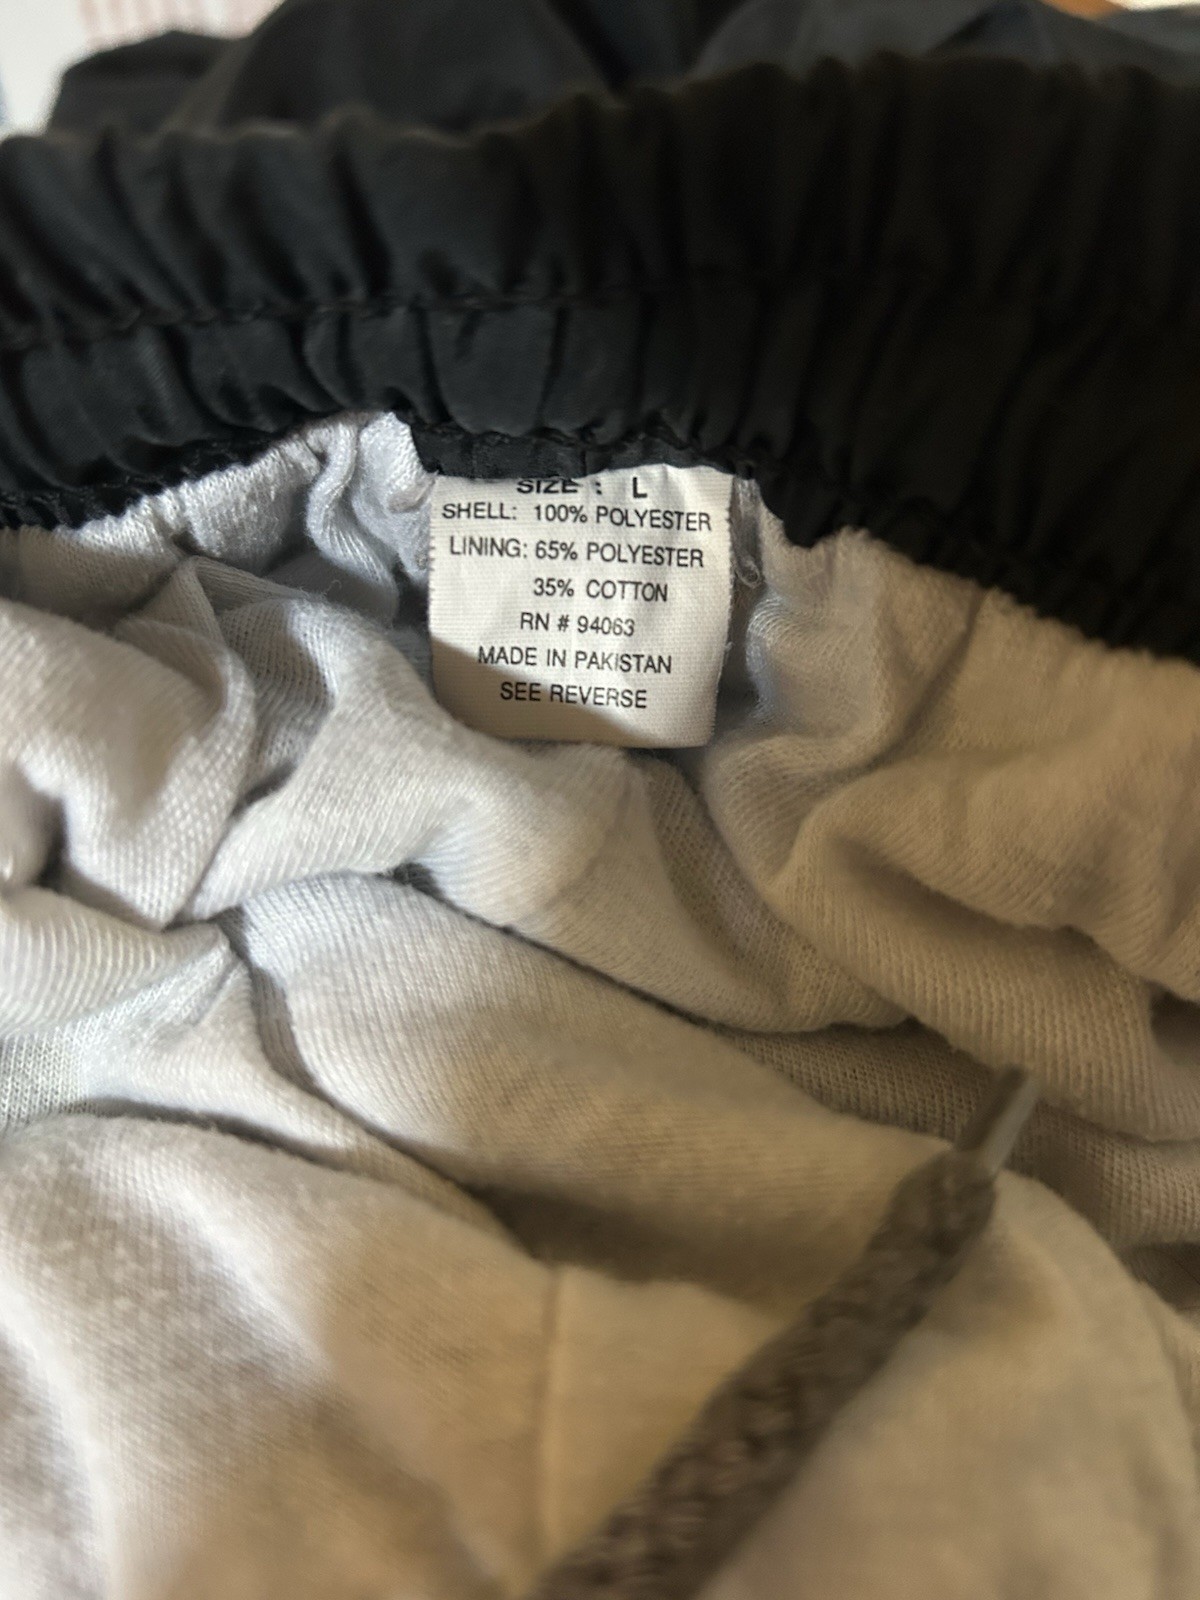 SIZE : L
SHELL: 100% POLYESTER
LINING: 65% POLYESTER
35% COTTON
RN # 94063
MADE IN PAKISTAN
SEE REVERSE